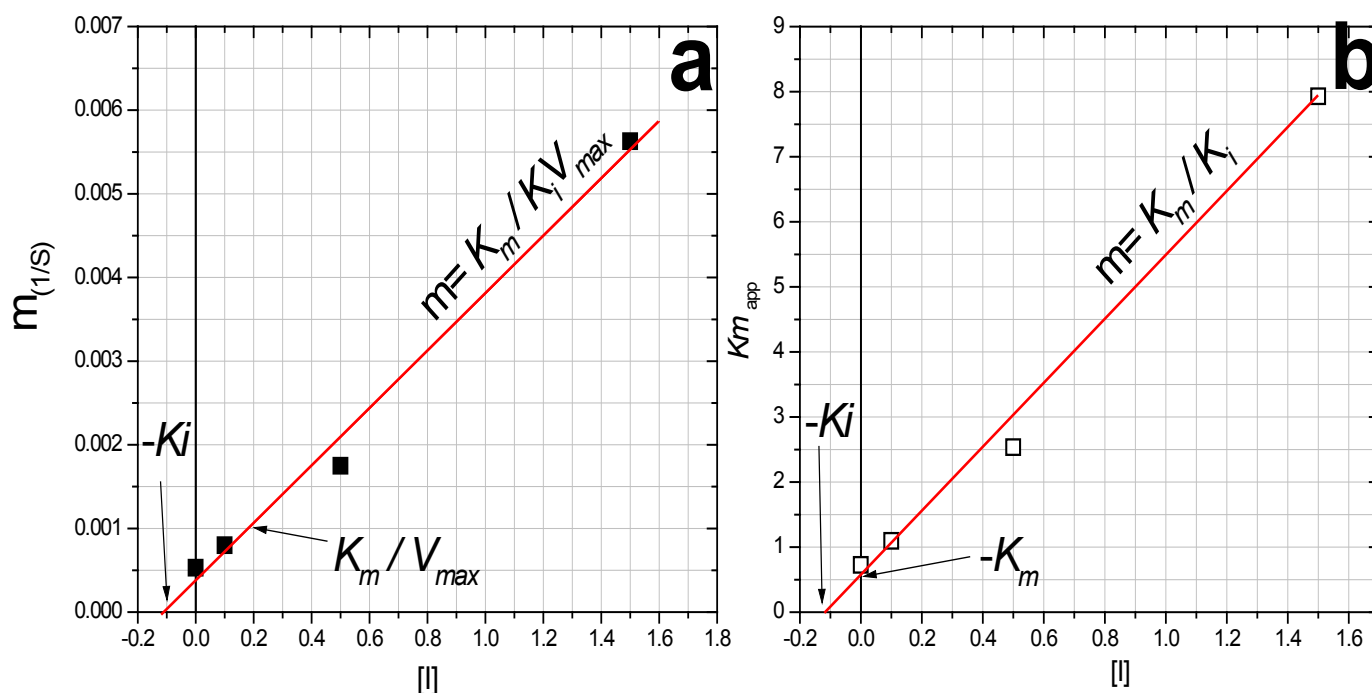 a
0.007
0.006
0.005
0.004
0.003
0.002
0.001
0.000
m(1/S)
m= Km / KiVmax
-Ki
Km / Vmax
-0.2 0.0 0.2 0.4 0.6 0.8 1.0 1.2 1.4 1.6 1.8
[I]
b
9
8
7
6
5
4
3
2
1
0
Kmapp
m= Km / Ki
-Ki
-Km
-0.2 0.0 0.2 0.4 0.6 0.8 1.0 1.2 1.4 1.6
[I]